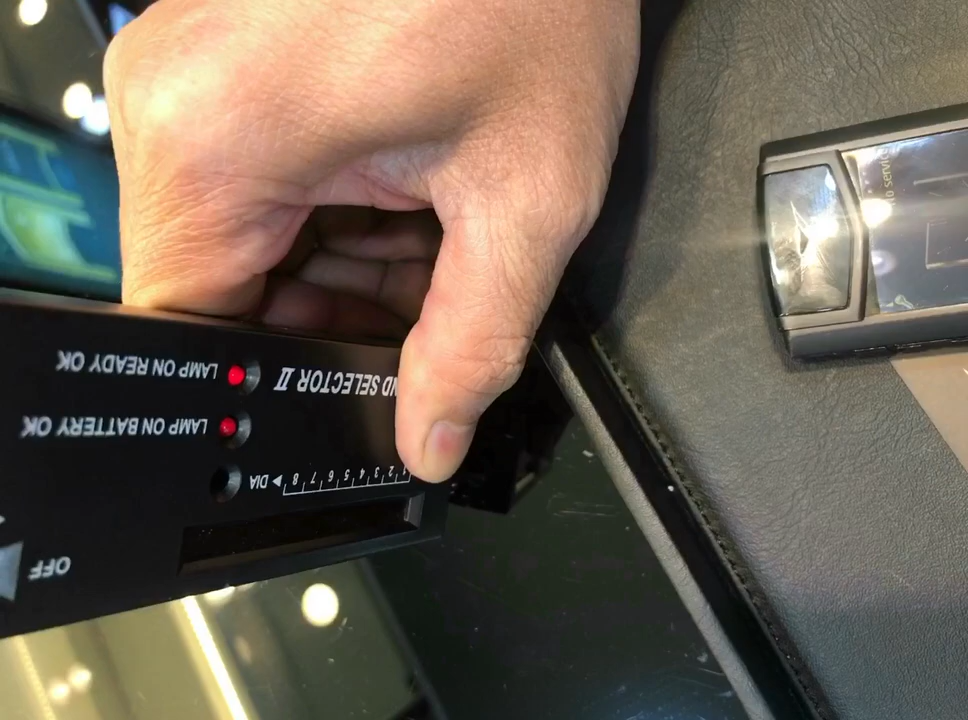 OFF
DIA ◀ 8 7 6 5 4 3 2 1
LAMP ON BATTERY OK
LAMP ON READY OK
ND SELECTOR II